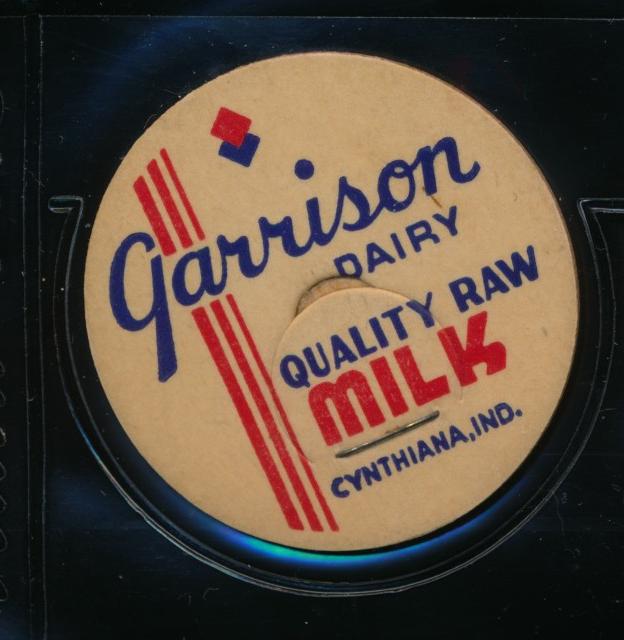 Garrison
DAIRY
QUALITY RAW
MILK
CYNTHIANA, IND.